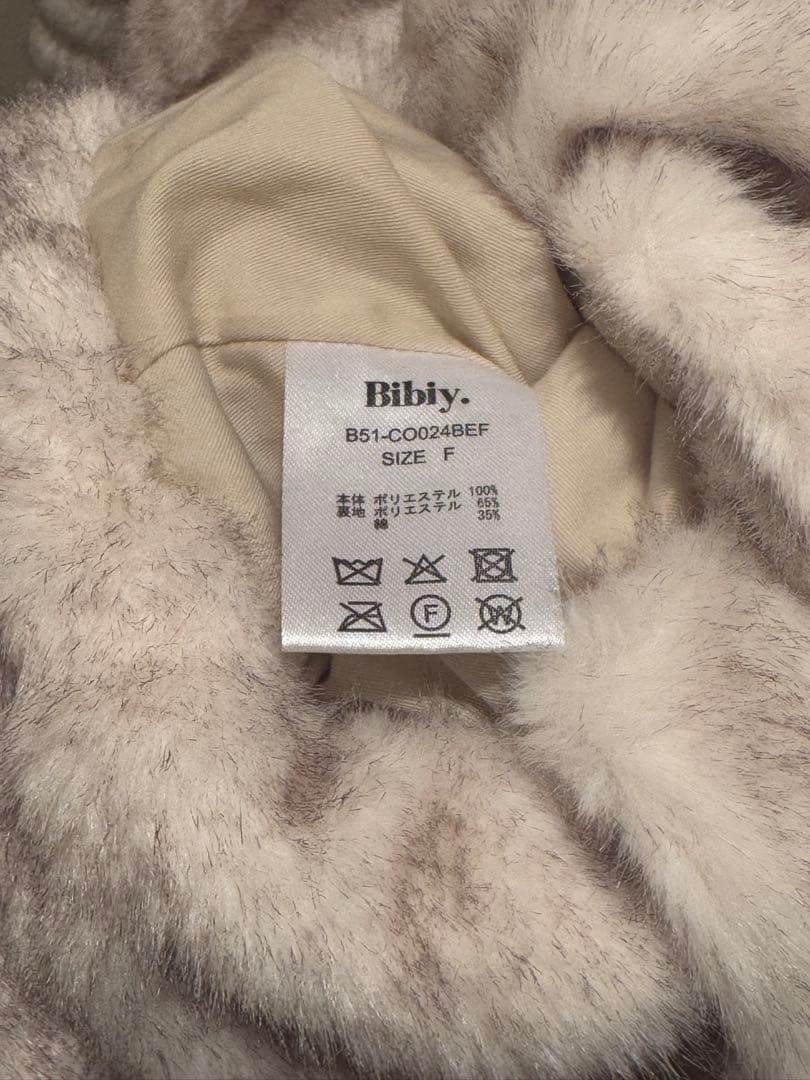 Bibiy.
B51-CO024BEF
SIZE F
本体 ポリエステル 100%
裏地 ポリエステル 65%
綿 35%
F
W